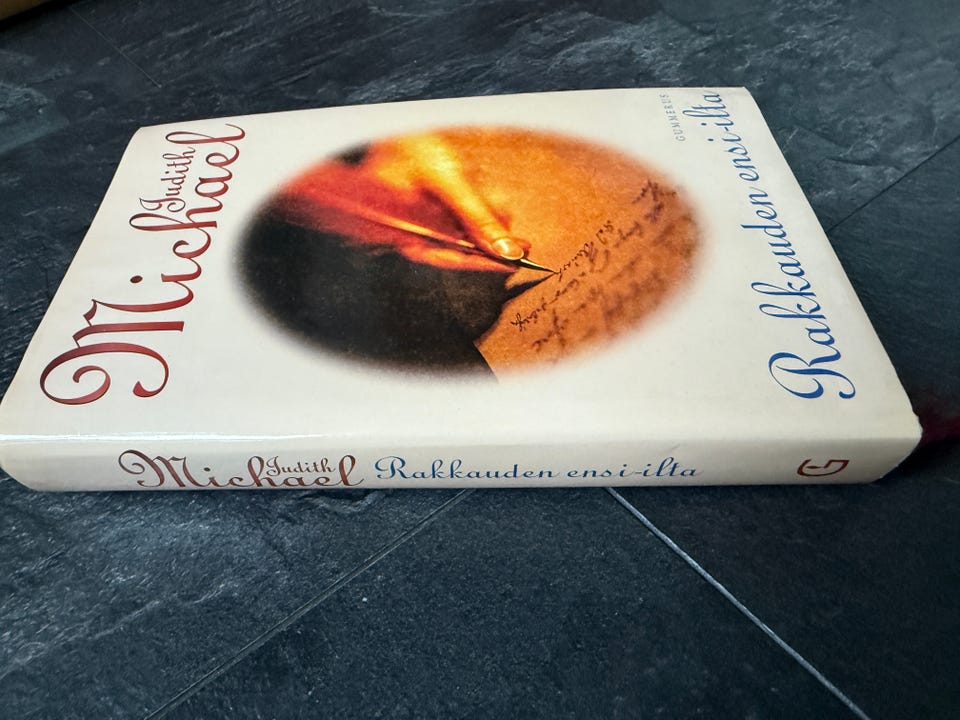 Judith
Michael
GUMMERUS
Rakkauden ensi-ilta
Judith
Michael
Rakkauden ensi-ilta
G